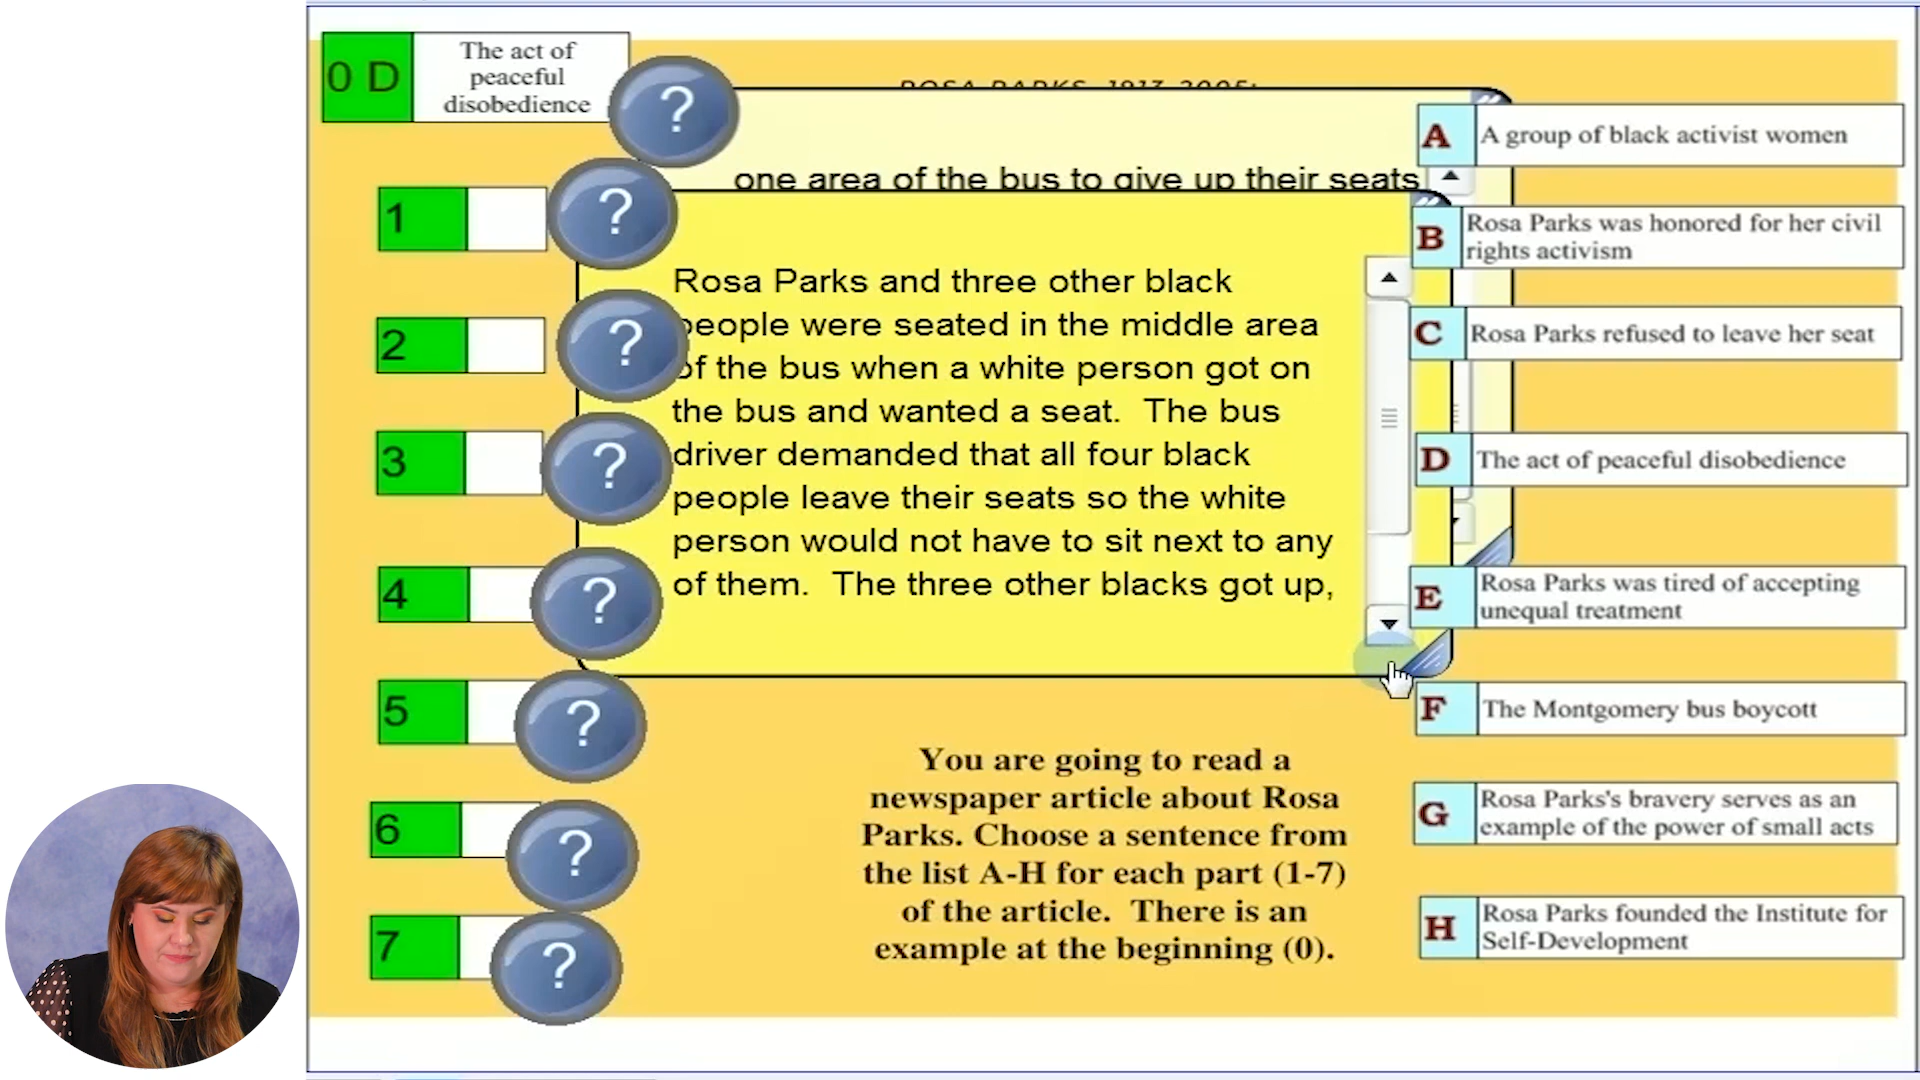 0 D
The act of
peaceful
disobedience
ROSA PARKS, 1913-2005:
?
one area of the bus to give up their seats
1
?
Rosa Parks and three other black
people were seated in the middle area
of the bus when a white person got on
the bus and wanted a seat.  The bus
driver demanded that all four black
people leave their seats so the white
person would not have to sit next to any
of them.  The three other blacks got up,
2
?
3
?
4
?
5
?
6
?
7
?
You are going to read a
newspaper article about Rosa
Parks. Choose a sentence from
the list A-H for each part (1-7)
of the article.  There is an
example at the beginning (0).
A
A group of black activist women
B
Rosa Parks was honored for her civil
rights activism
C
Rosa Parks refused to leave her seat
D
The act of peaceful disobedience
E
Rosa Parks was tired of accepting
unequal treatment
F
The Montgomery bus boycott
G
Rosa Parks's bravery serves as an
example of the power of small acts
H
Rosa Parks founded the Institute for
Self-Development